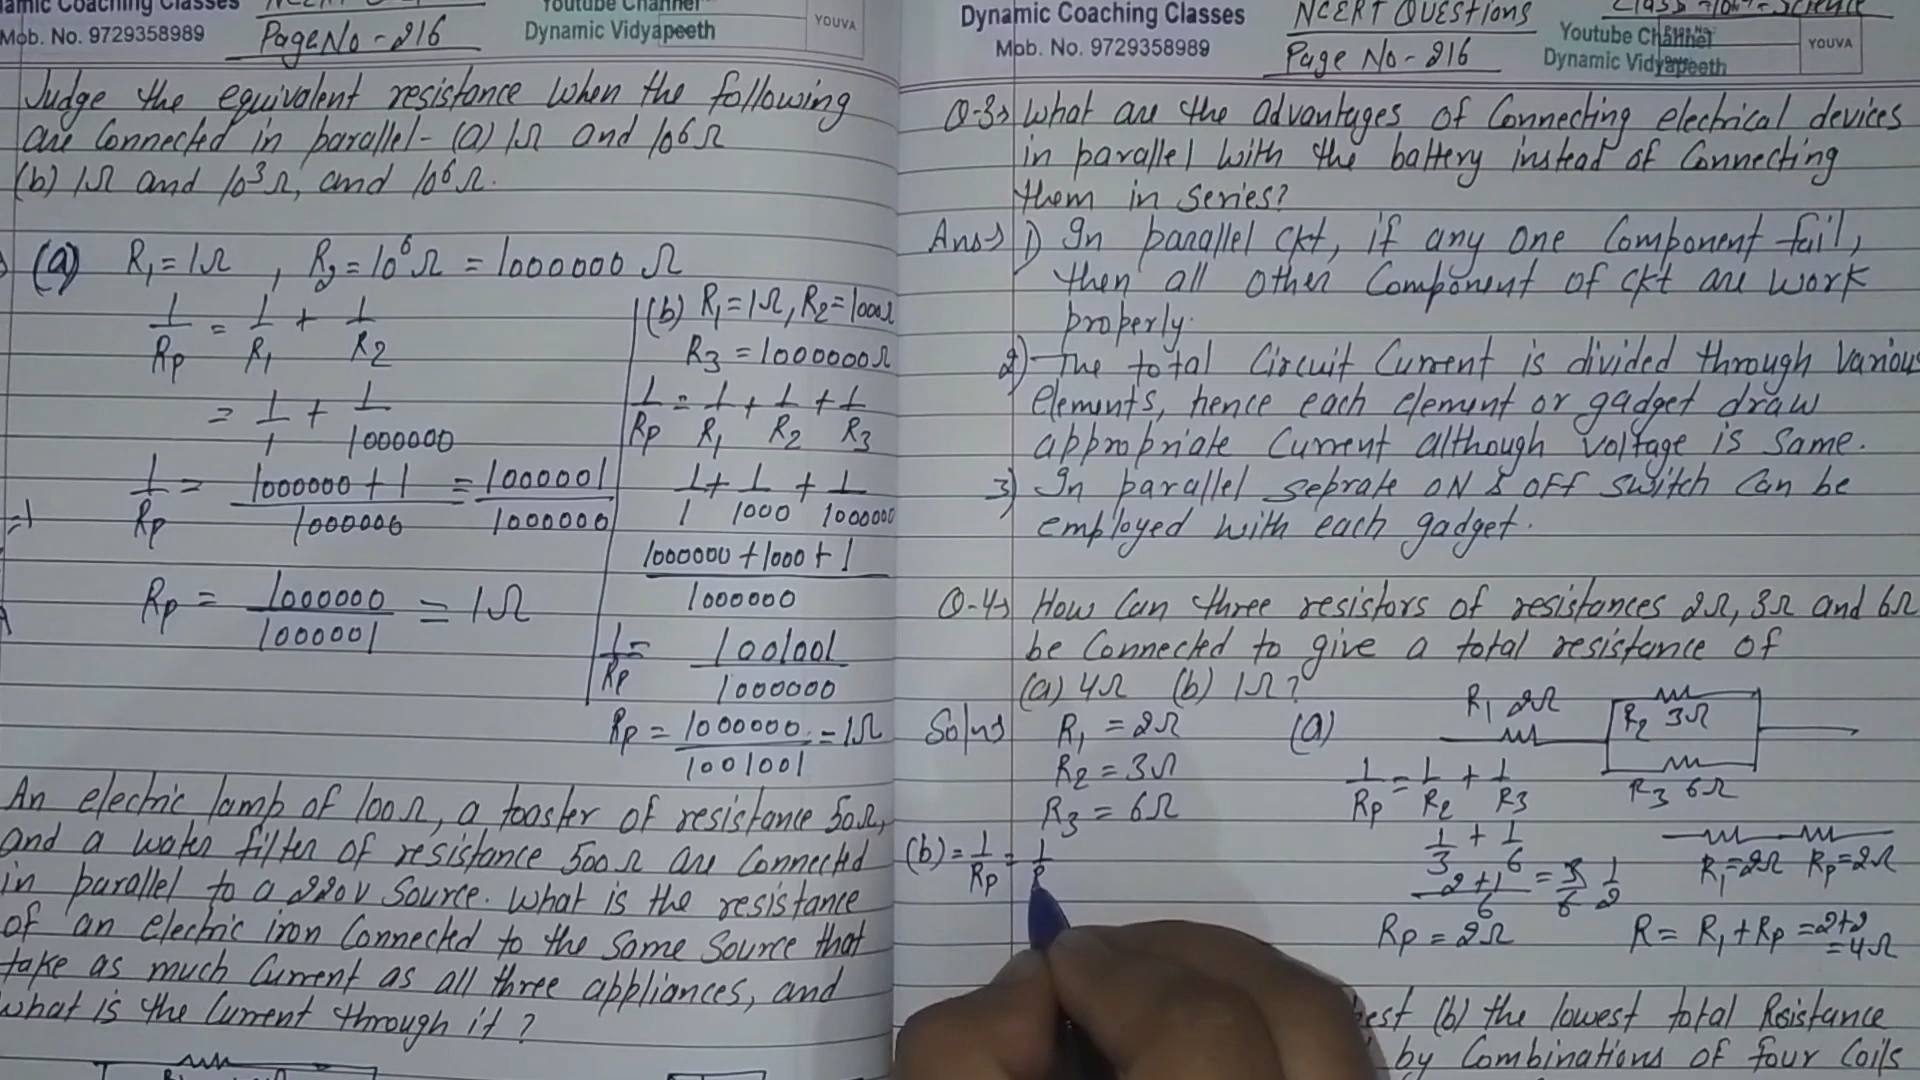 Coaching Classes
Mob. No. 9729358989
Page No - 216
Youtube Channel
Dynamic Vidyapeeth
YOUVA
Judge the equivalent resistance when the following
are Connected in parallel - (a) 1Ω and 10⁶Ω
(b) 1Ω and 10³Ω, and 10⁶Ω.
(a) R₁ = 1Ω , R₂ = 10⁶Ω = 1000000 Ω
1/Rp = 1/R₁ + 1/R₂
= 1/1 + 1/1000000
1/Rp = 1000000 + 1/1000000 = 1000001/1000000
Rp = 1000000/1000001 = 1Ω
(b) R₁ = 1Ω, R₂ = 1000Ω
R₃ = 1000000Ω
1/Rp = 1/R₁ + 1/R₂ + 1/R₃
1/1 + 1/1000 + 1/1000000
1000000 + 1000 + 1/1000000
1/Rp = 1001001/1000000
Rp = 1000000/1001001 = 1Ω
An electric lamp of 100Ω, a toaster of resistance 50Ω,
and a water filter of resistance 500Ω are Connected
in parallel to a 220V Source. What is the resistance
of an electric iron Connected to the Same Source that
take as much Current as all three appliances, and
what is the Current through it?
Dynamic Coaching Classes
Mob. No. 9729358989
NCERT QUEstions
Page No - 216
Youtube Channel
Dynamic Vidyapeeth
YOUVA
Q-3→ What are the advantages of Connecting electrical devices
in parallel with the battery instead of Connecting
them in Series?
Ans→ 1) In parallel ckt, if any one Component fail,
then all other Component of ckt are work
properly.
2) The total Circuit Current is divided through Various
elements, hence each element or gadget draw
appropriate Current although Voltage is Same.
3) In parallel seprate ON & OFF switch Can be
employed with each gadget.
Q-4→ How Can three resistors of resistances 2Ω, 3Ω and 6Ω
be Connected to give a total resistance of
(a) 4Ω (b) 1Ω?
Soln→ R₁ = 2Ω
R₂ = 3Ω
R₃ = 6Ω
(a) R₁ 2Ω
R₂ 3Ω
R₃ 6Ω
1/Rp = 1/R₂ + 1/R₃
1/3 + 1/6
2+1/6 = 3/6 1/2
Rp = 2Ω
R₁ = 2Ω Rp = 2Ω
R = R₁ + Rp = 2+2
= 4Ω
(b) = 1/Rp =
(b) the lowest total Resistance
by Combinations of four Coils